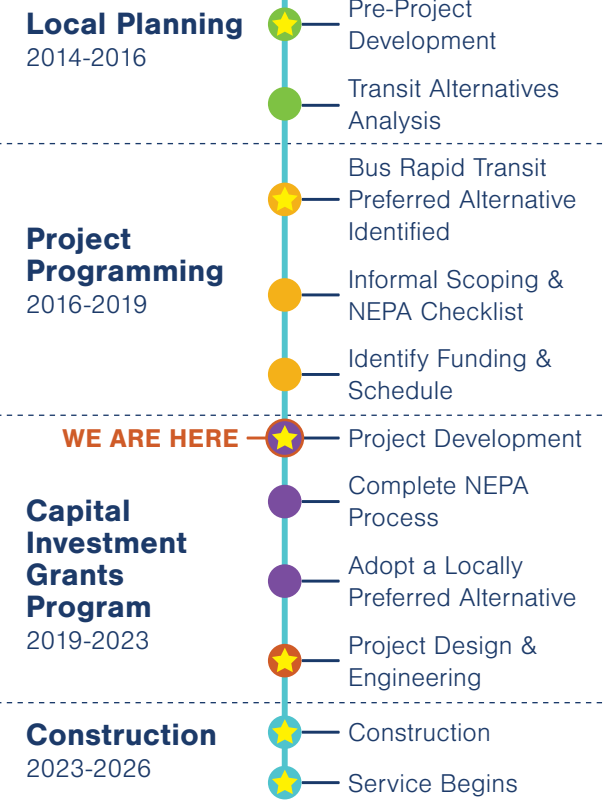 Local Planning
2014-2016
Pre-Project
Development
Transit Alternatives
Analysis
Project
Programming
2016-2019
Bus Rapid Transit
Preferred Alternative
Identified
Informal Scoping &
NEPA Checklist
Identify Funding &
Schedule
WE ARE HERE
Project Development
Capital
Investment
Grants
Program
2019-2023
Complete NEPA
Process
Adopt a Locally
Preferred Alternative
Project Design &
Engineering
Construction
2023-2026
Construction
Service Begins